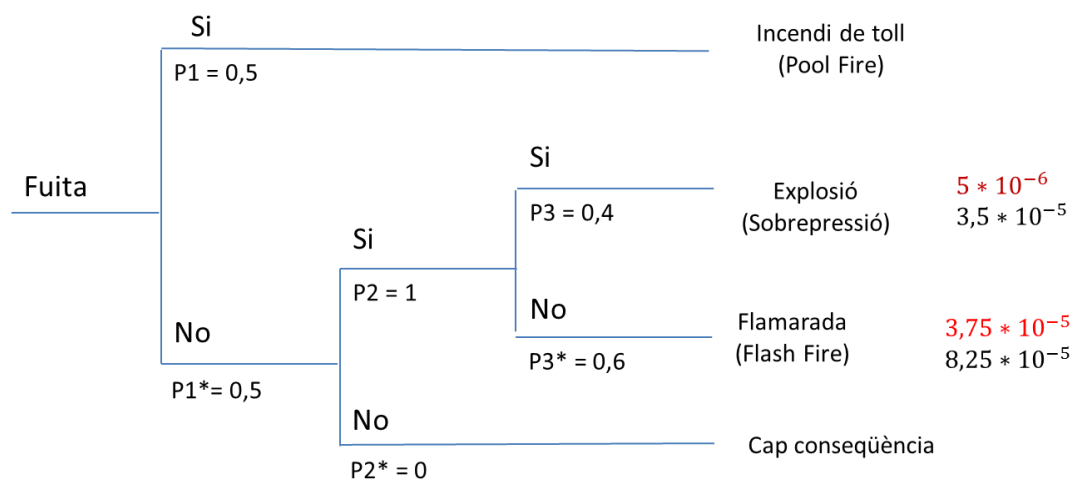 Si
Incendi de toll
(Pool Fire)
P1 = 0,5
Si
Fuita
Explosió
(Sobrepressió)
5 * 10^{-6}
3,5 * 10^{-5}
P3 = 0,4
Si
P2 = 1
No
Flamarada
(Flash Fire)
3,75 * 10^{-5}
8,25 * 10^{-5}
No
P3* = 0,6
P1*= 0,5
No
Cap conseqüència
P2* = 0